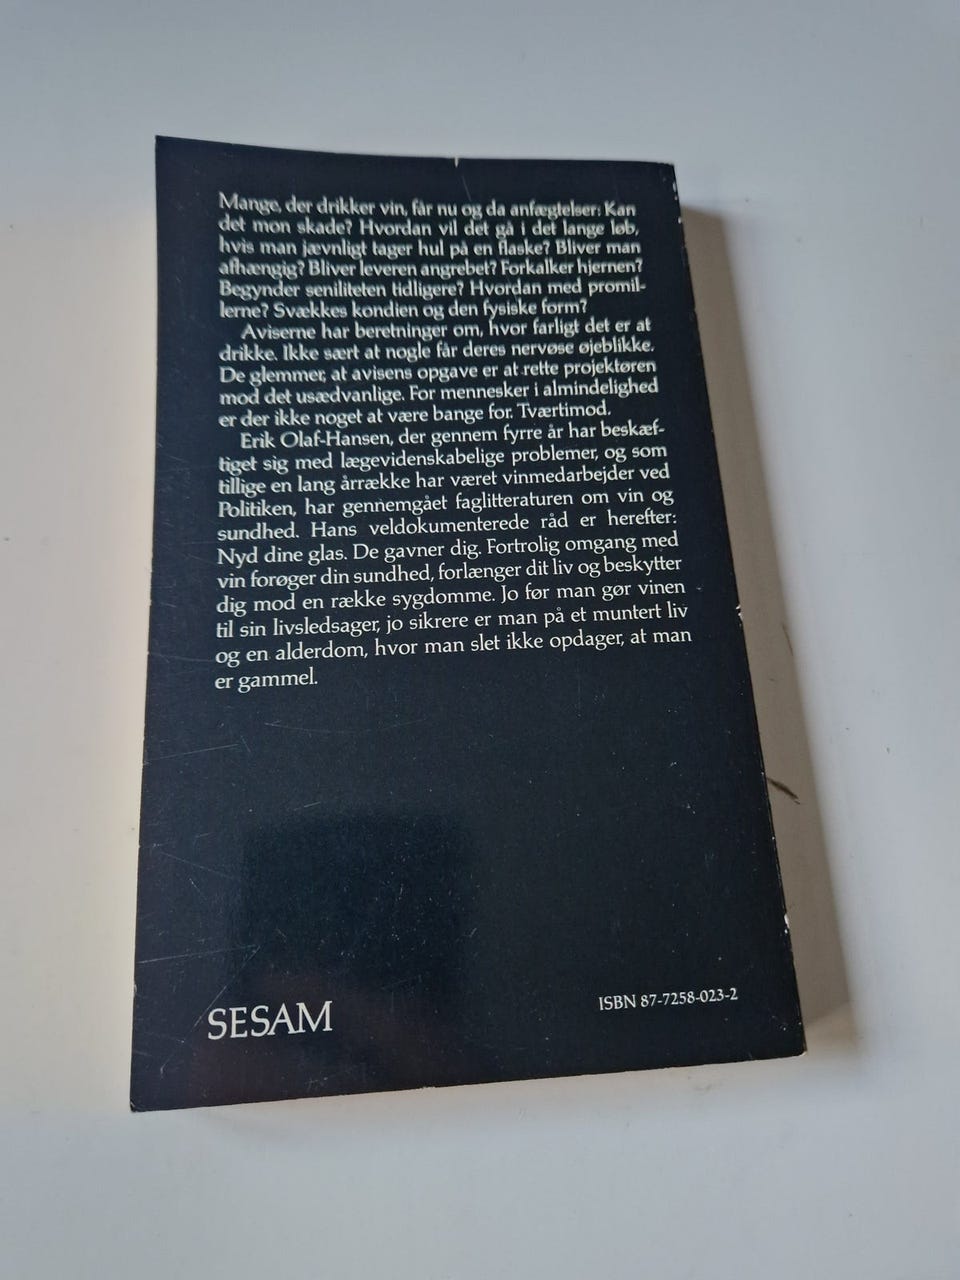 Mange, der drikker vin, får nu og da anfægtelser: Kan
det mon skade? Hvordan vil det gå i det lange løb,
hvis man jævnligt tager hul på en flaske? Bliver man
afhængig? Bliver leveren angrebet? Forkalker hjernen?
Begynder seniliteten tidligere? Hvordan med promil-
lerne? Svækkes kondien og den fysiske form?
Aviserne har beretninger om, hvor farligt det er at
drikke. Ikke sært at nogle får deres nervøse øjeblikke.
De glemmer, at avisens opgave er at rette projektøren
mod det usædvanlige. For mennesker i almindelighed
er der ikke noget at være bange for. Tværtimod.
Erik Olaf-Hansen, der gennem fyrre år har beskæf-
tiget sig med lægevidenskabelige problemer, og som
tillige en lang årrække har været vinmedarbejder ved
Politiken, har gennemgået faglitteraturen om vin og
sundhed. Hans veldokumenterede råd er herefter:
Nyd dine glas. De gavner dig. Fortrolig omgang med
vin forøger din sundhed, forlænger dit liv og beskytter
dig mod en række sygdomme. Jo før man gør vinen
til sin livsledsager, jo sikrere er man på et muntert liv
og en alderdom, hvor man slet ikke opdager, at man
er gammel.
SESAM
ISBN 87-7258-023-2